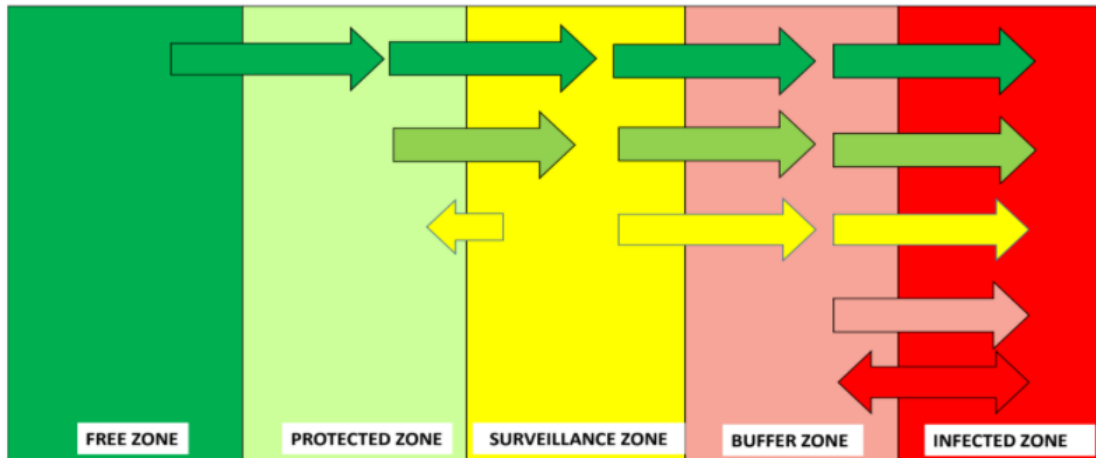 FREE ZONE
PROTECTED ZONE
SURVEILLANCE ZONE
BUFFER ZONE
INFECTED ZONE